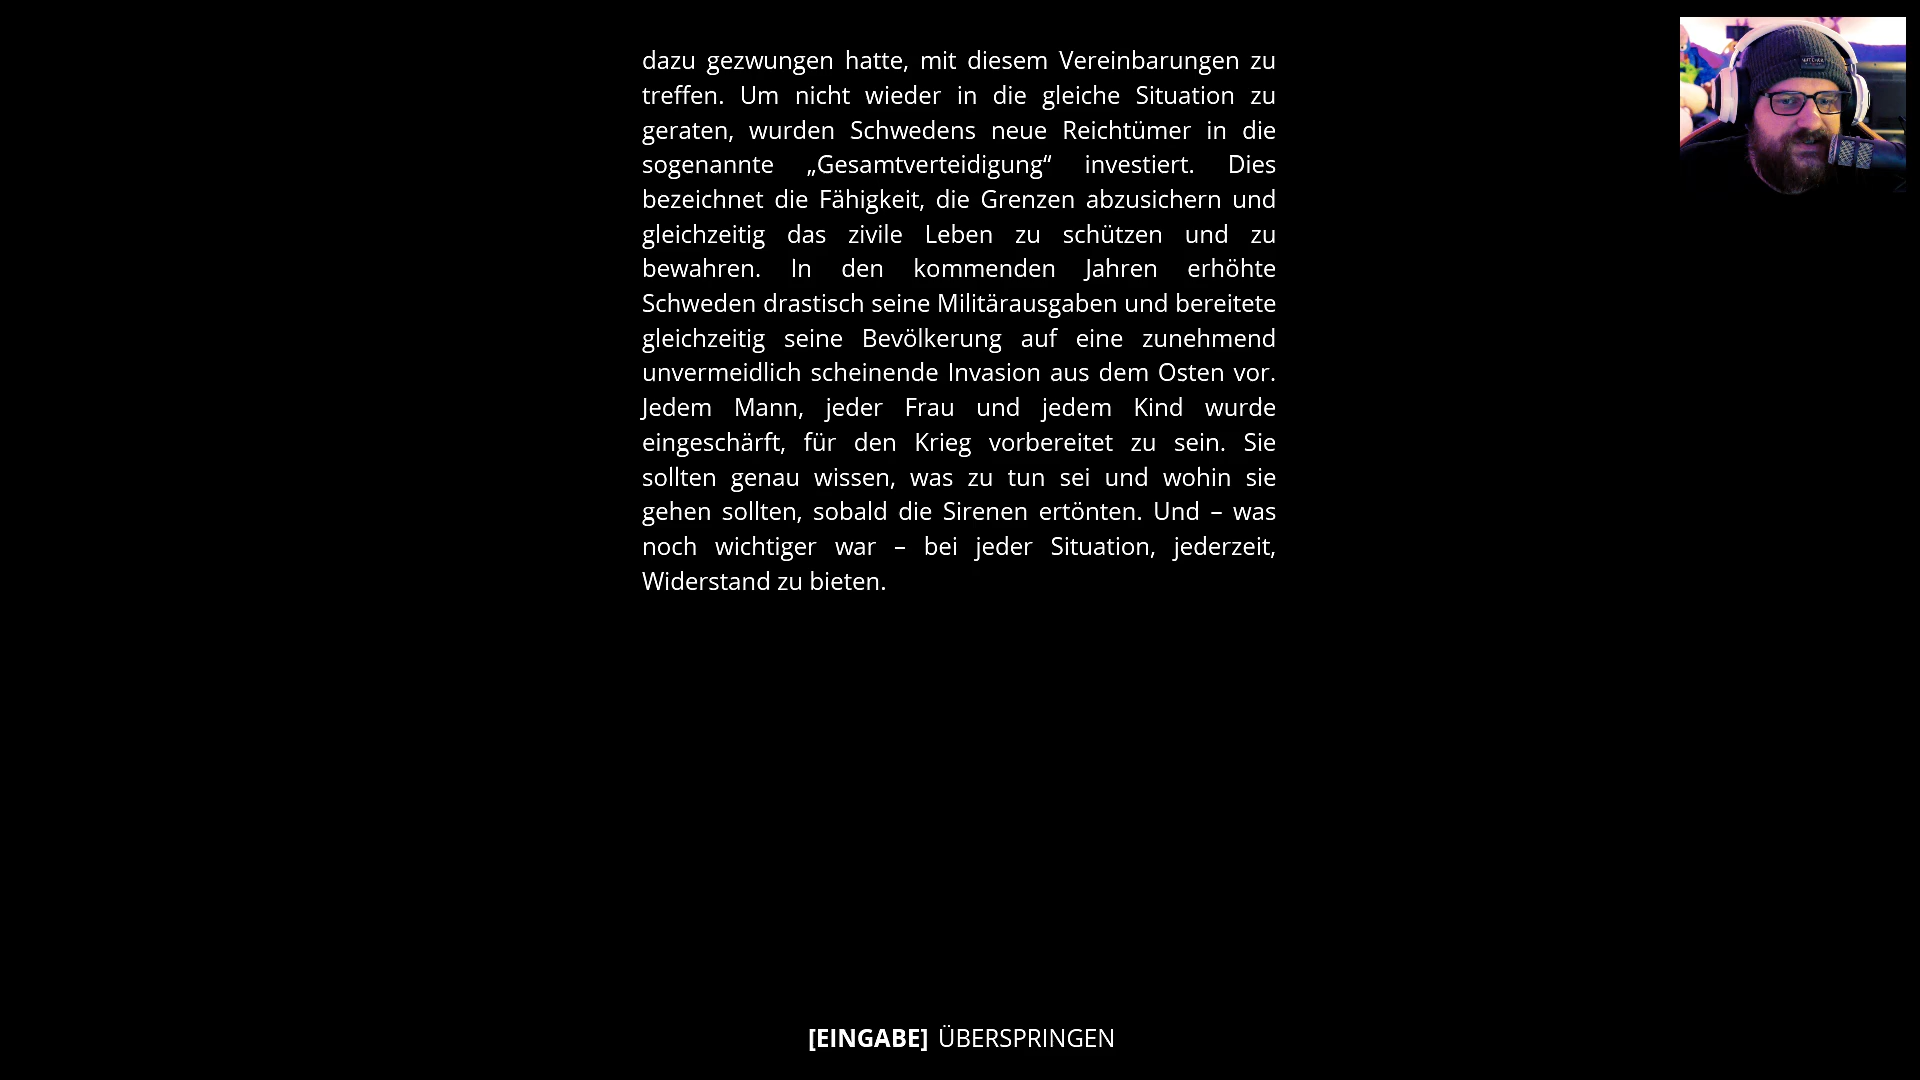 dazu gezwungen hatte, mit diesem Vereinbarungen zu
treffen. Um nicht wieder in die gleiche Situation zu
geraten, wurden Schwedens neue Reichtümer in die
sogenannte „Gesamtverteidigung“ investiert. Dies
bezeichnet die Fähigkeit, die Grenzen abzusichern und
gleichzeitig das zivile Leben zu schützen und zu
bewahren. In den kommenden Jahren erhöhte
Schweden drastisch seine Militärausgaben und bereitete
gleichzeitig seine Bevölkerung auf eine zunehmend
unvermeidlich scheinende Invasion aus dem Osten vor.
Jedem Mann, jeder Frau und jedem Kind wurde
eingeschärft, für den Krieg vorbereitet zu sein. Sie
sollten genau wissen, was zu tun sei und wohin sie
gehen sollten, sobald die Sirenen ertönten. Und – was
noch wichtiger war – bei jeder Situation, jederzeit,
Widerstand zu bieten.
[EINGABE] ÜBERSPRINGEN